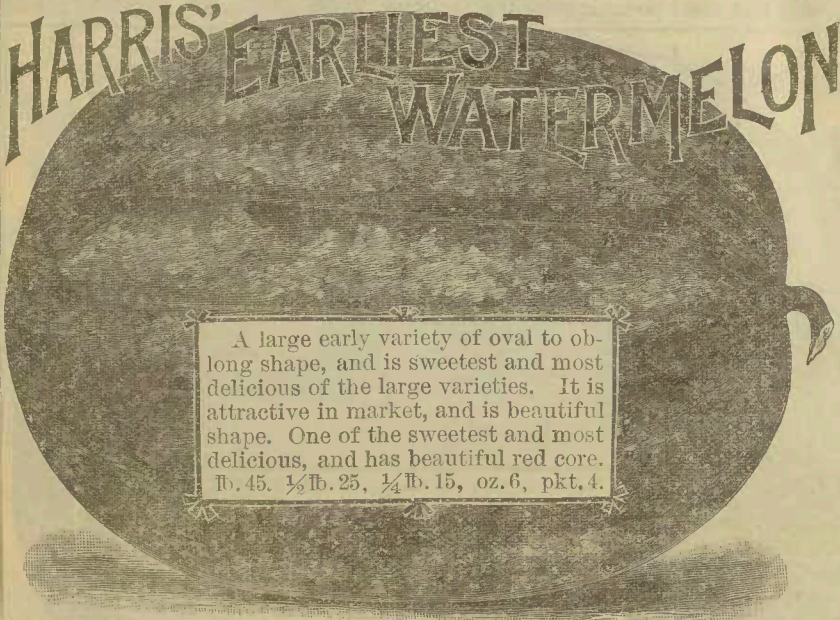 HARRIS' EARLIEST
WATERMELON
A large early variety of oval to ob-
long shape, and is sweetest and most
delicious of the large varieties. It is
attractive in market, and is beautiful
shape. One of the sweetest and most
delicious, and has beautiful red core.
lb. 45. ½ lb. 25, ¼ lb. 15, oz. 6, pkt. 4.